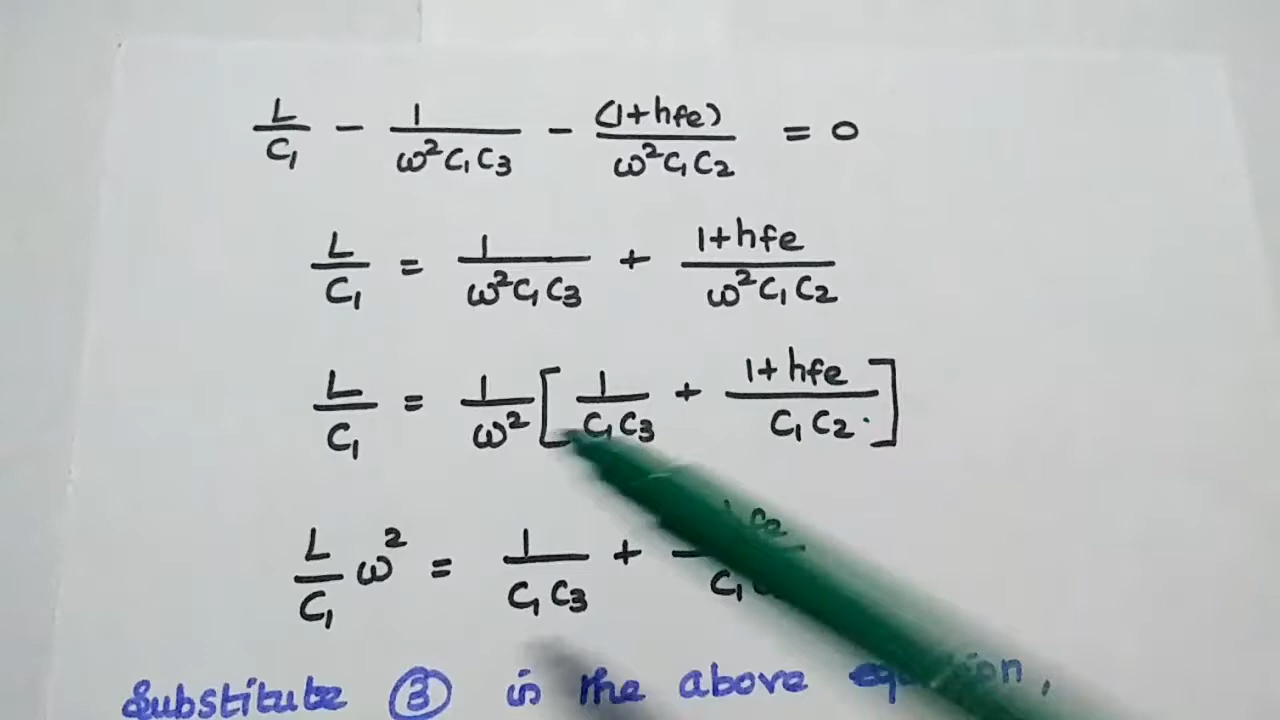 L/C₁ − 1/ω²C₁C₃ − (1+hfe)/ω²C₁C₂ = 0
L/C₁ = 1/ω²C₁C₃ + 1+hfe/ω²C₁C₂
L/C₁ = 1/ω² [ 1/C₁C₃ + 1+hfe/C₁C₂ ]
L/C₁ ω² = 1/C₁C₃ +
Substitute ③ in the above equation,